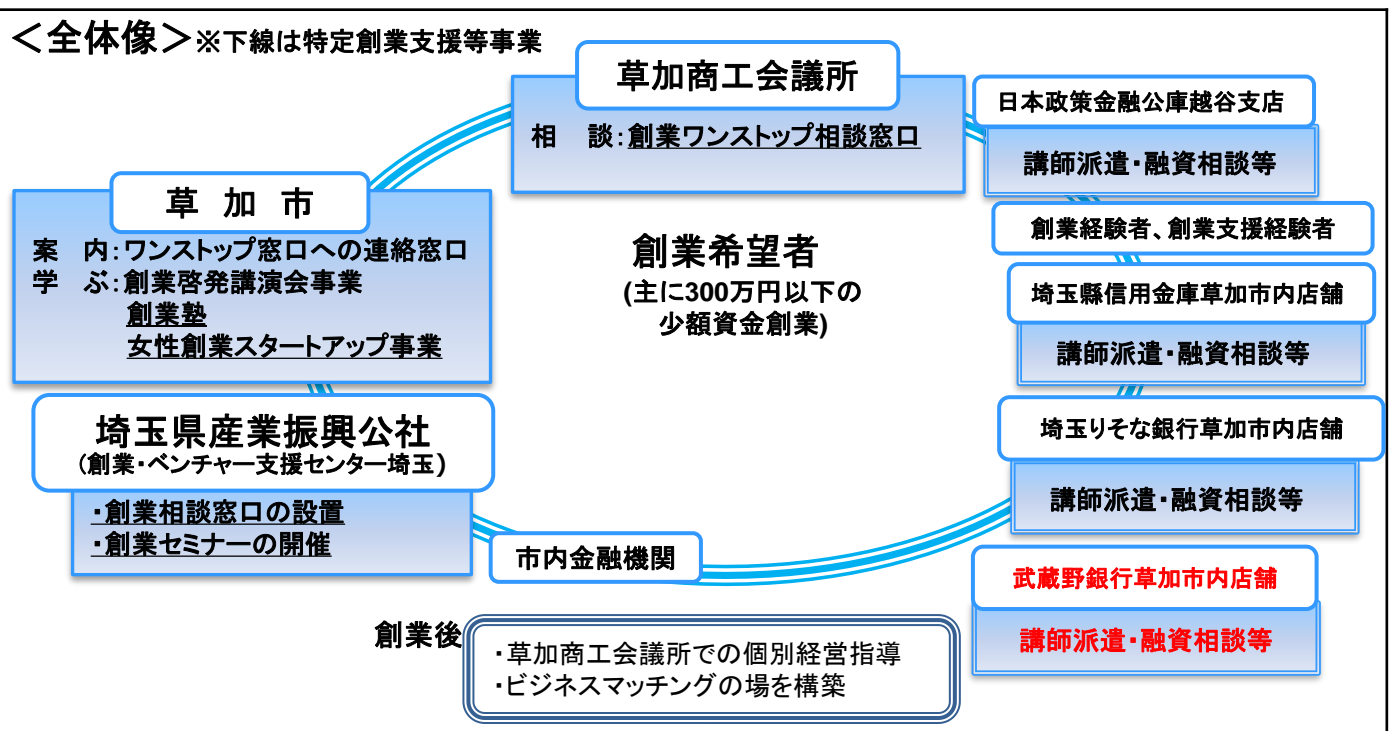 ＜全体像＞※下線は特定創業支援等事業
草加商工会議所
相　談：創業ワンストップ相談窓口
草 加 市
案　内：ワンストップ窓口への連絡窓口
学　ぶ：創業啓発講演会事業
創業塾
女性創業スタートアップ事業
埼玉県産業振興公社
（創業・ベンチャー支援センター埼玉）
・創業相談窓口の設置
・創業セミナーの開催
創業希望者
(主に300万円以下の
少額資金創業)
日本政策金融公庫越谷支店
講師派遣・融資相談等
創業経験者、創業支援経験者
埼玉縣信用金庫草加市内店舗
講師派遣・融資相談等
埼玉りそな銀行草加市内店舗
講師派遣・融資相談等
武蔵野銀行草加市内店舗
講師派遣・融資相談等
市内金融機関
創業後
・草加商工会議所での個別経営指導
・ビジネスマッチングの場を構築